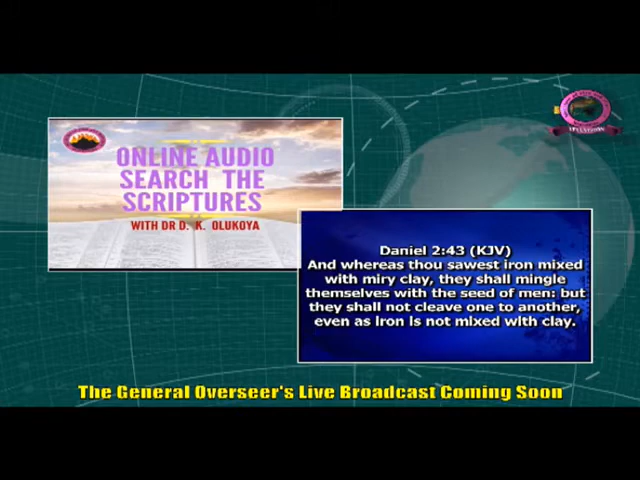 ONLINE AUDIO
SEARCH THE
SCRIPTURES
WITH DR D. K. OLUKOYA
Daniel 2:43 (KJV)
And whereas thou sawest iron mixed
with miry clay, they shall mingle
themselves with the seed of men: but
they shall not cleave one to another,
even as iron is not mixed with clay.
The General Overseer's Live Broadcast Coming Soon